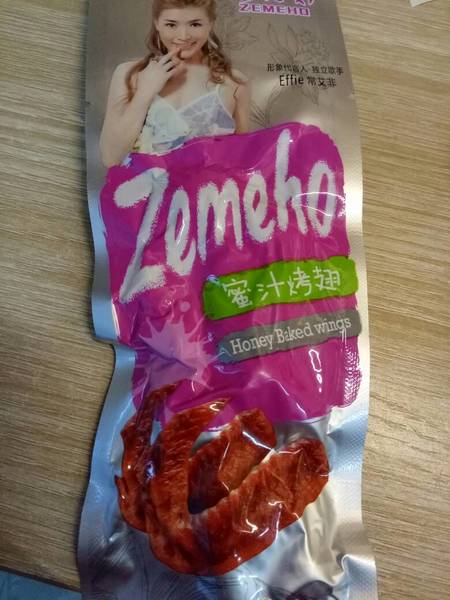 ZEMEHO
形象代言人 独立歌手
Effie 常艾非
Zemeho
蜜汁烤翅
Honey Baked wings